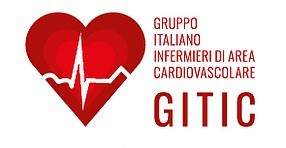 GRUPPO
ITALIANO
INFERMIERI DI AREA
CARDIOVASCOLARE
GITIC